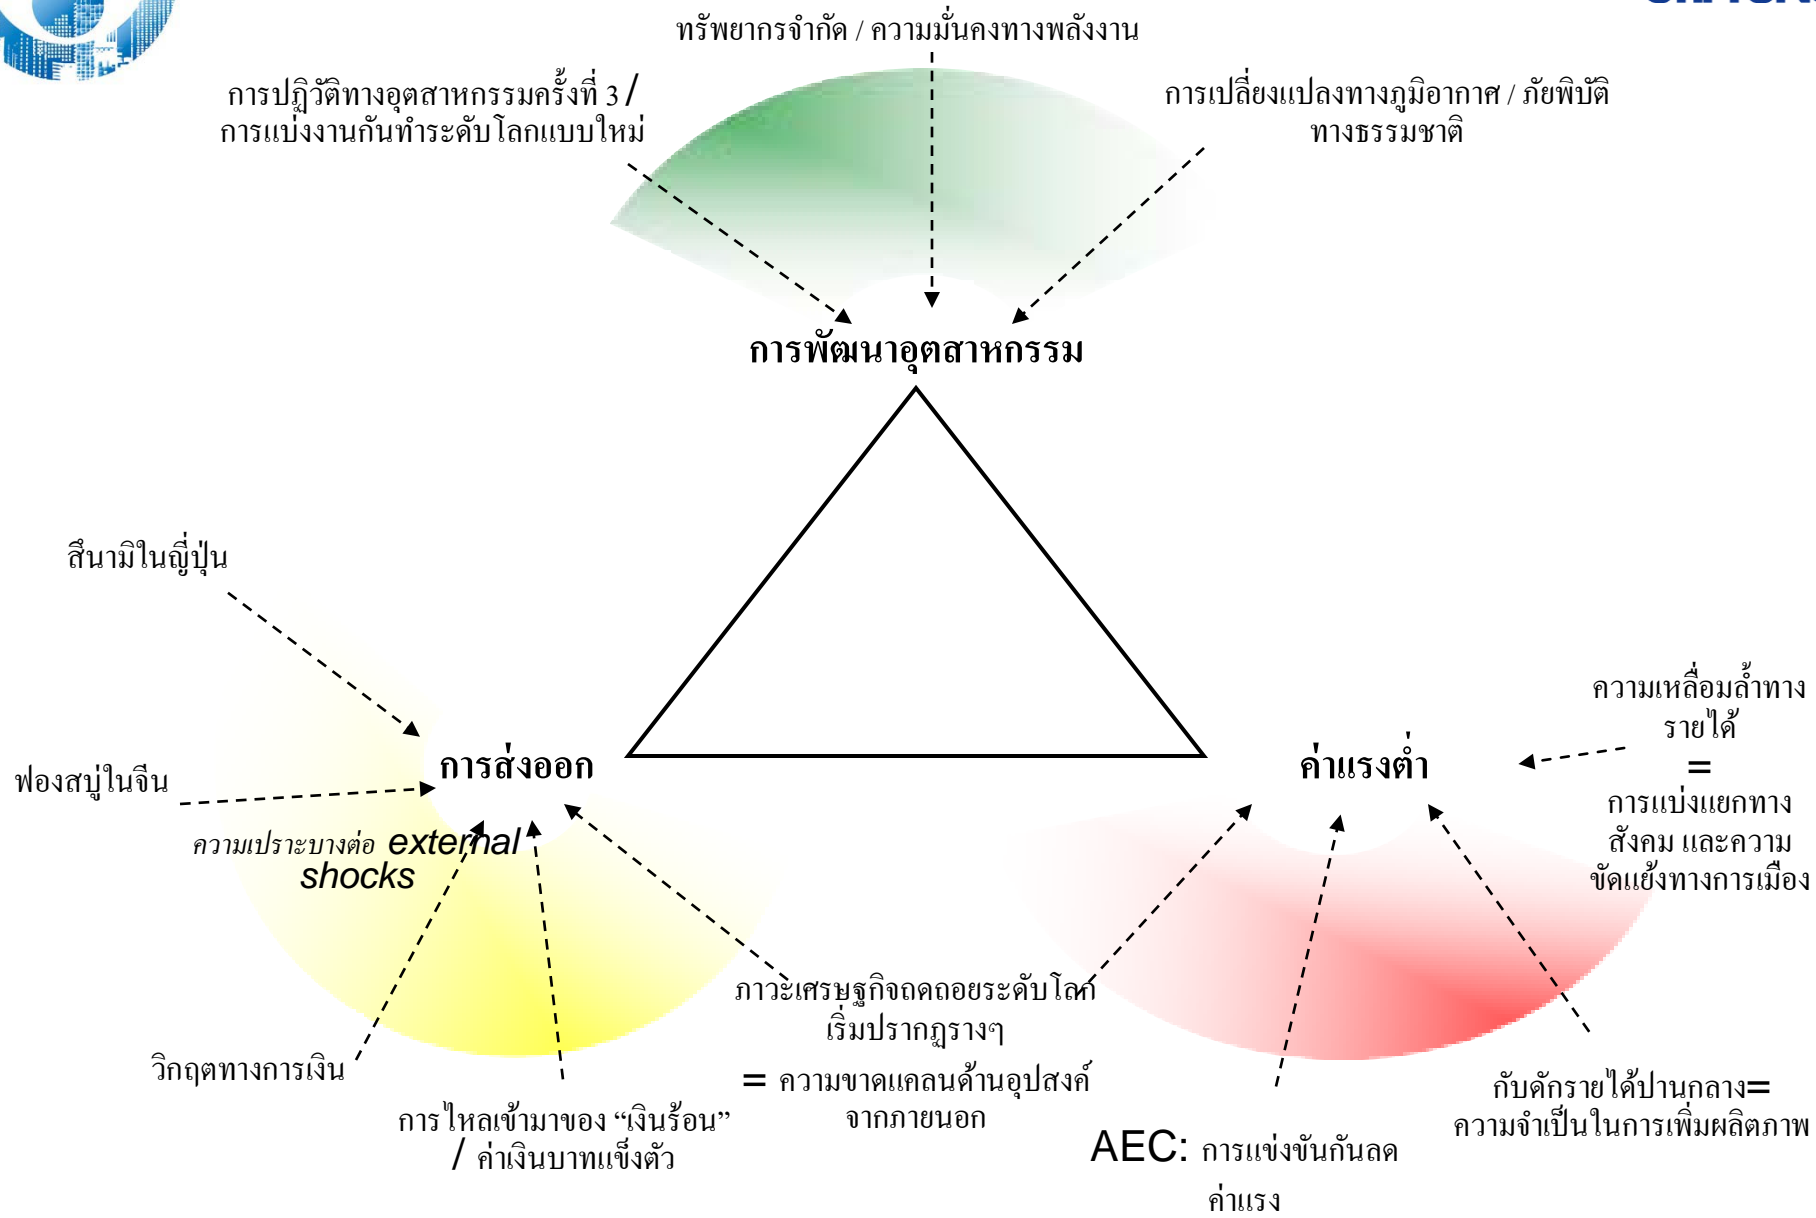 ทรัพยากรจำกัด / ความมั่นคงทางพลังงาน
การปฏิวัติทางอุตสาหกรรมครั้งที่ 3 /
การแบ่งงานกันทำระดับโลกแบบใหม่
การเปลี่ยงแปลงทางภูมิอากาศ / ภัยพิบัติ
ทางธรรมชาติ
การพัฒนาอุตสาหกรรม
สึนามิในญี่ปุ่น
ฟองสบู่ในจีน
การส่งออก
ความเปราะบางต่อ external
shocks
วิกฤตทางการเงิน
การไหลเข้ามาของ “เงินร้อน”
/ ค่าเงินบาทแข็งตัว
ภาวะเศรษฐกิจถดถอยระดับโลก
เริ่มปรากฏรางๆ
= ความขาดแคลนด้านอุปสงค์
จากภายนอก
ค่าแรงต่ำ
ความเหลื่อมล้ำทาง
รายได้
=
การแบ่งแยกทาง
สังคม และความ
ขัดแย้งทางการเมือง
AEC: การแข่งขันกันลด
ค่าแรง
กับดักรายได้ปานกลาง=
ความจำเป็นในการเพิ่มผลิตภาพ